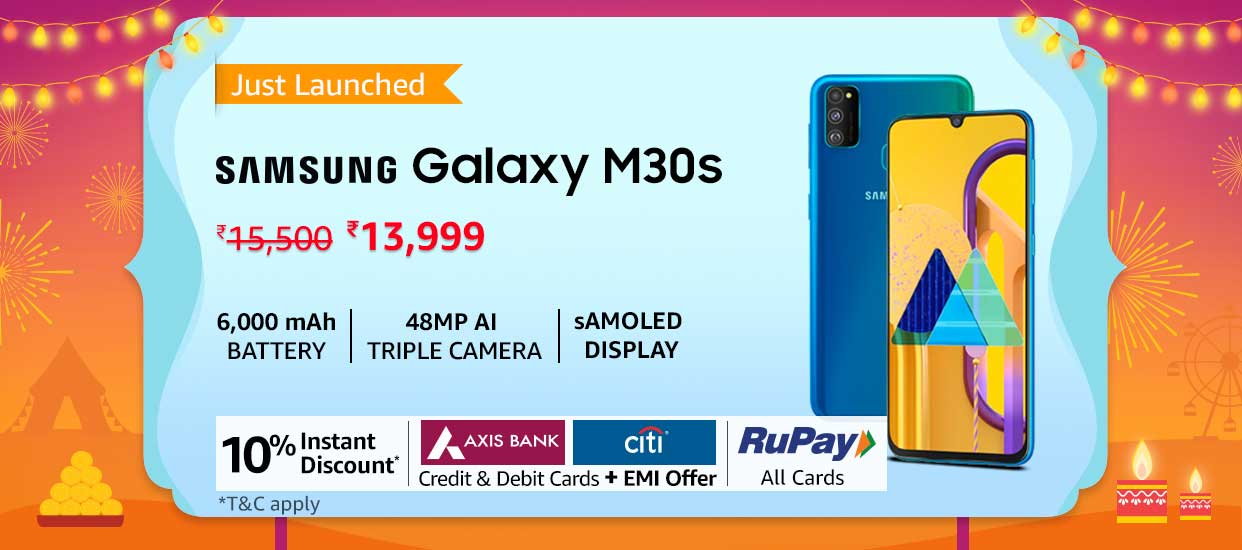 Just Launched
SAMSUNG Galaxy M30s
₹15,500 ₹13,999
6,000 mAh
BATTERY
48MP AI
TRIPLE CAMERA
sAMOLED
DISPLAY
SAM
10% Instant
Discount*
AXIS BANK
citi
Credit & Debit Cards + EMI Offer
RuPay
All Cards
*T&C apply